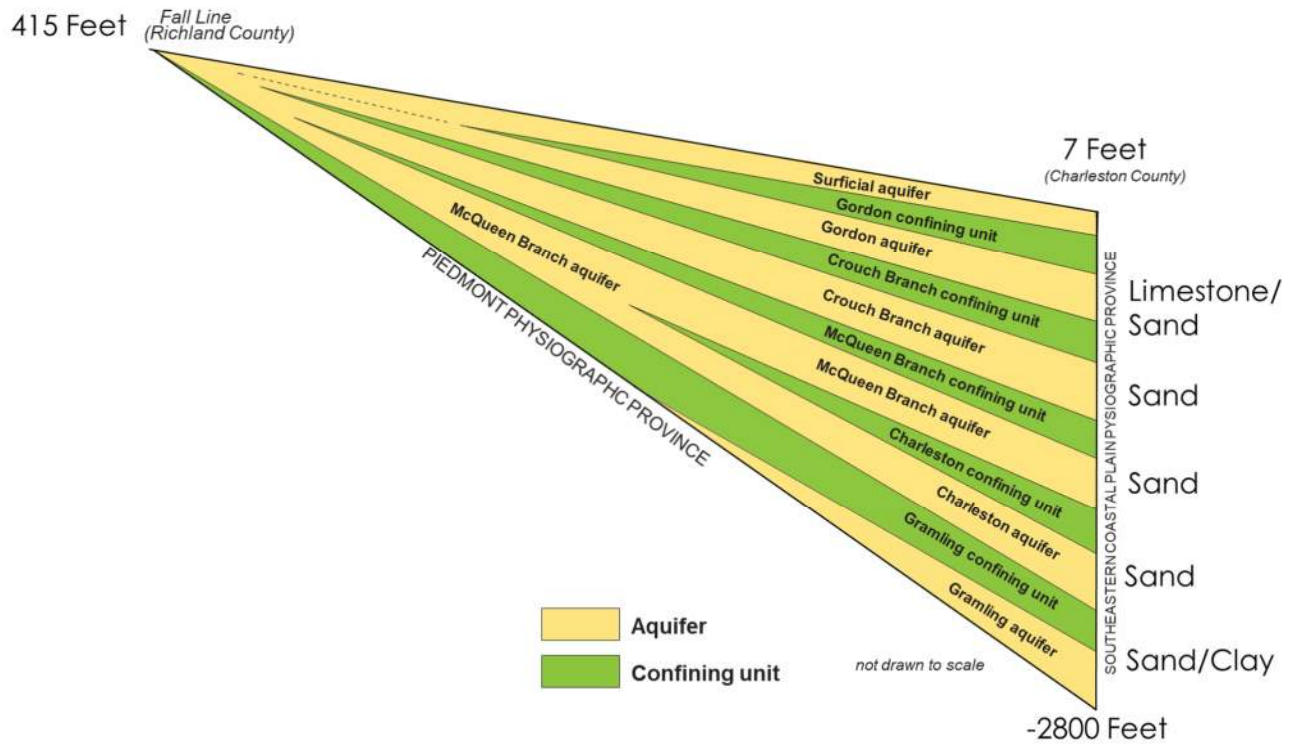 415 Feet
Fall Line
(Richland County)
7 Feet
(Charleston County)
Surficial aquifer
Gordon confining unit
Gordon aquifer
Crouch Branch confining unit
Crouch Branch aquifer
McQueen Branch confining unit
McQueen Branch aquifer
McQueen Branch aquifer
Charleston confining unit
Charleston aquifer
Gramling confining unit
Gramling aquifer
PIEDMONT PHYSIOGRAPHC PROVINCE
SOUTHEASTERN COASTAL PLAIN PYSIOGRAPHIC PROVINCE
Limestone/
Sand
Sand
Sand
Sand
Sand/Clay
Aquifer
Confining unit
not drawn to scale
-2800 Feet